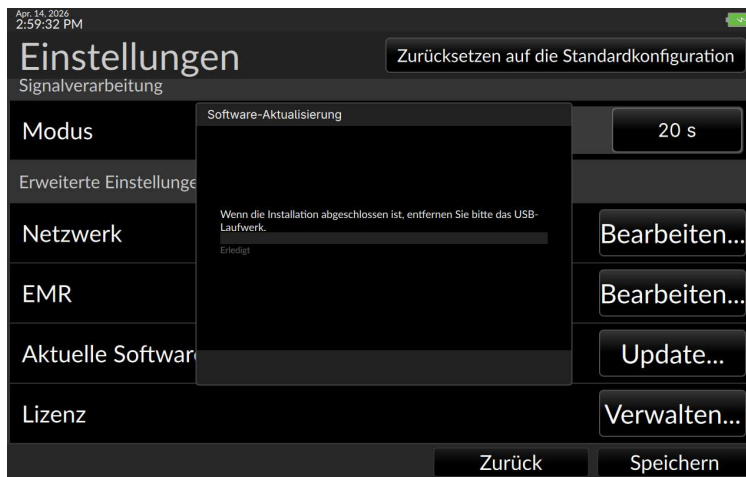 Apr. 14, 2026
2:59:32 PM
Einstellungen
Zurücksetzen auf die Standardkonfiguration
Signalverarbeitung
Software-Aktualisierung
Modus
20 s
Erweiterte Einstellunge
Wenn die Installation abgeschlossen ist, entfernen Sie bitte das USB-
Laufwerk.
Erledigt
Netzwerk
Bearbeiten...
EMR
Bearbeiten...
Aktuelle Softwar
Update...
Lizenz
Verwalten...
Zurück
Speichern